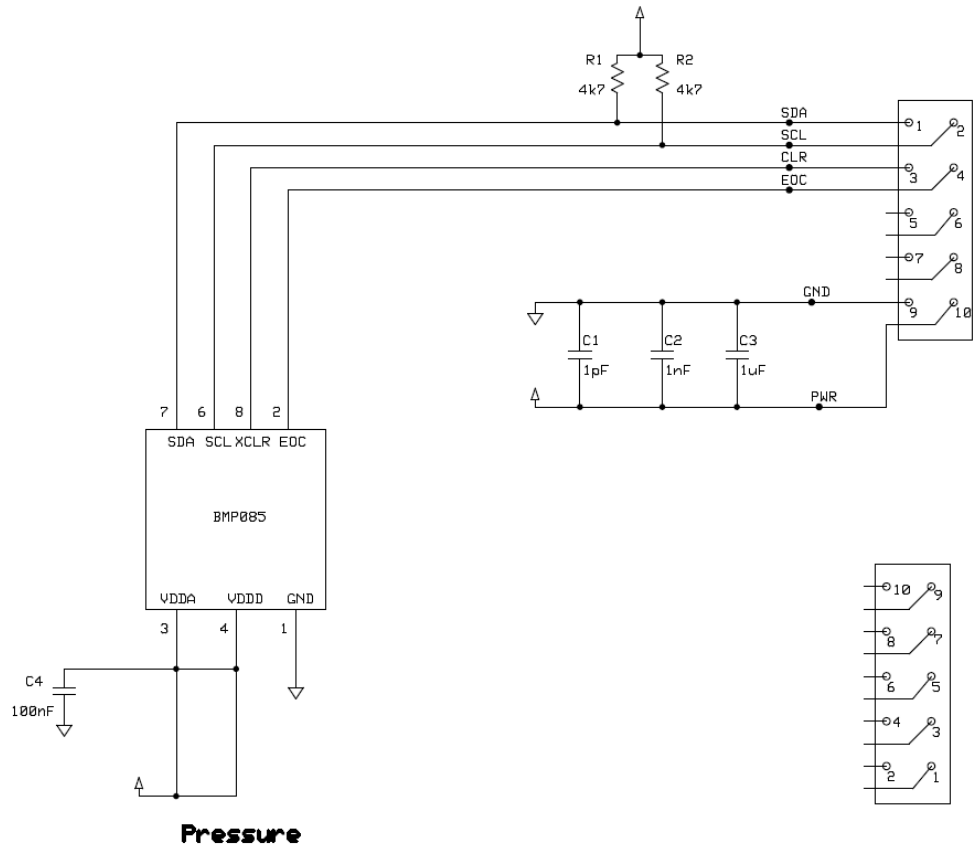 R1 R2
4k7 4k7
SDA
1 2
SCL
CLR
3 4
EOC
5 6
7 8
GND
9 10
C1 C2 C3
1pF 1nF 1uF
PWR
7 6 8 2
SDA SCL XCLR EOC
BMP085
VDDA VDDD GND
3 4 1
C4
100nF
10 9
8 7
6 5
4 3
2 1
Pressure